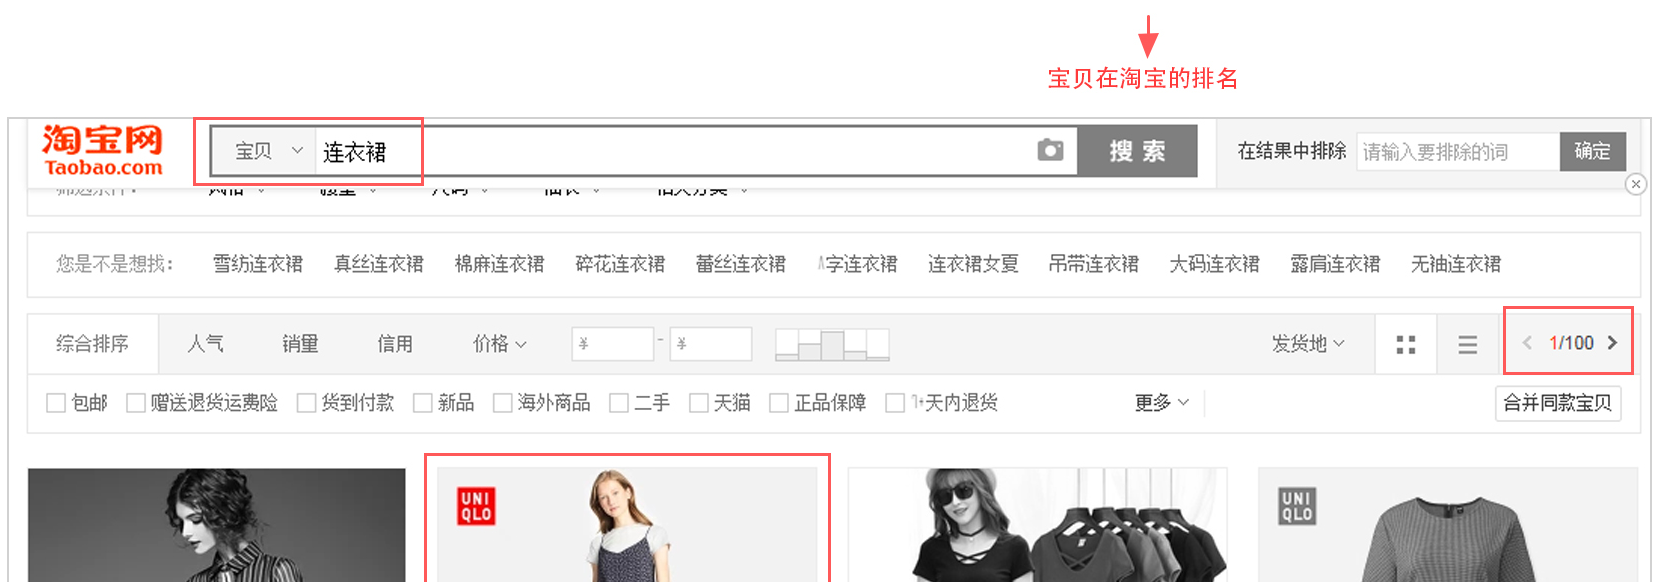 宝贝在淘宝的排名
淘宝网
Taobao.com
宝贝 连衣裙 搜 索 在结果中排除 请输入要排除的词 确定
您是不是想找: 雪纺连衣裙 真丝连衣裙 棉麻连衣裙 碎花连衣裙 蕾丝连衣裙 A字连衣裙 连衣裙女夏 吊带连衣裙 大码连衣裙 露肩连衣裙 无袖连衣裙
综合排序 人气 销量 信用 价格 ¥ - ¥ 发货地 < 1/100 >
包邮 赠送退货运费险 货到付款 新品 海外商品 二手 天猫 正品保障 天内退货 更多 合并同款宝贝
UNI
QLO
UNI
QLO